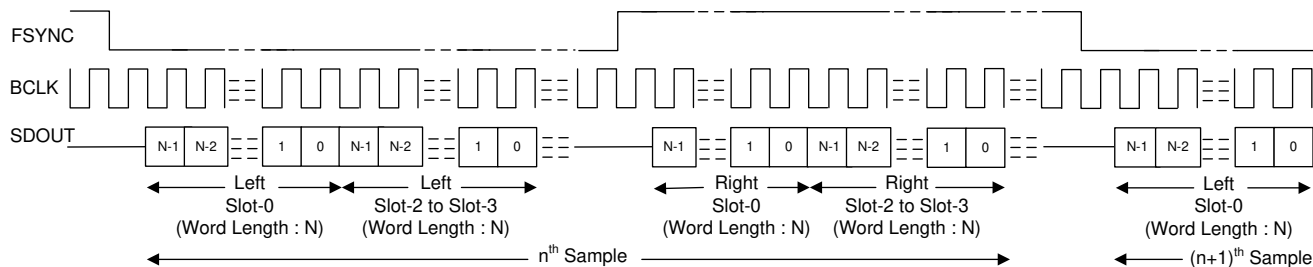 FSYNC
BCLK
SDOUT
N-1 N-2 1 0 N-1 N-2 1 0 N-1 1 0 N-1 N-2 1 0 N-1 N-2 1 0
Left Left Right Right Left
Slot-0 Slot-2 to Slot-3 Slot-0 Slot-2 to Slot-3 Slot-0
(Word Length : N) (Word Length : N) (Word Length : N) (Word Length : N) (Word Length : N)
nth Sample (n+1)th Sample